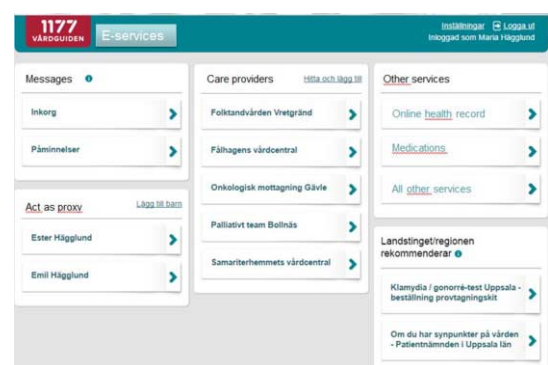 1177
VÅRDGUIDEN
E-services
Inställningar Logga ut
Inloggad som Maria Hägglund
Messages
Inkorg
Påminnelser
Act as proxy Lägg till barn
Ester Hägglund
Emil Hägglund
Care providers Hitta och lägg till
Folktandvården Vretgränd
Fålhagens vårdcentral
Onkologisk mottagning Gävle
Palliativt team Bollnäs
Samariterhemmets vårdcentral
Other services
Online health record
Medications
All other services
Landstinget/regionen
rekommenderar
Klamydia / gonorré-test Uppsala -
beställning provtagningskit
Om du har synpunkter på vården
- Patientnämnden i Uppsala län